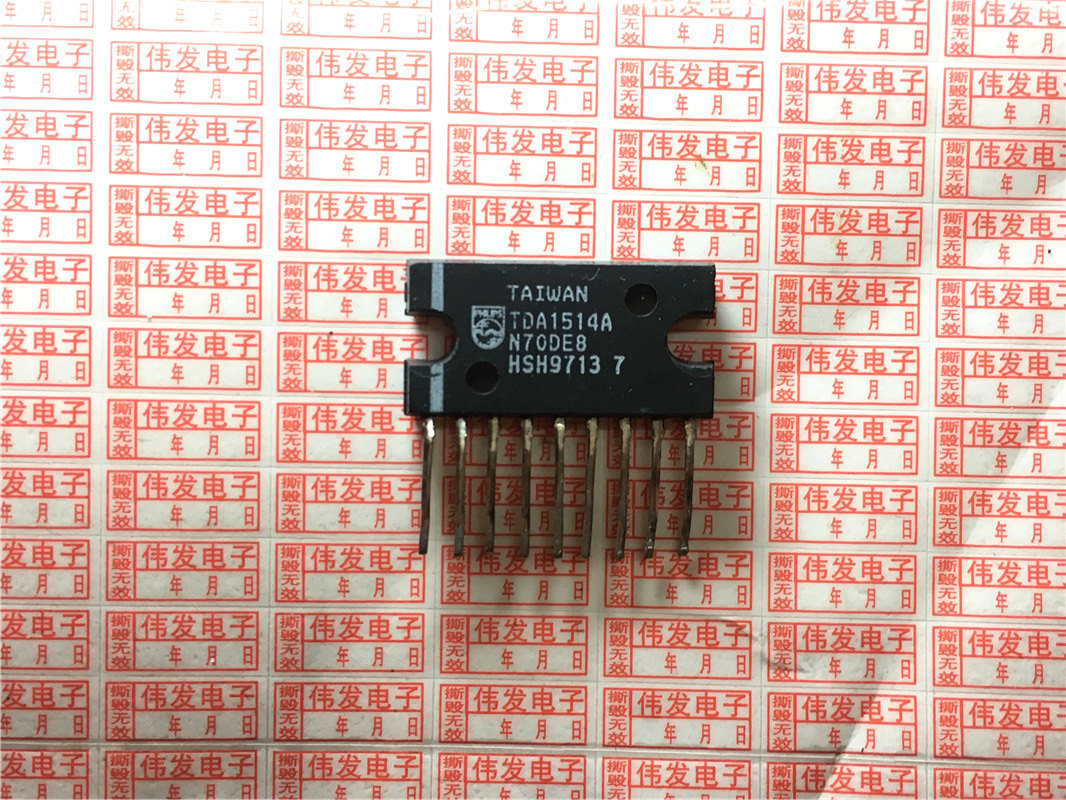 TAIWAN
PHILIPS
TDA1514A
N70DE8
HSH9713 7
撕毁无效
伟发电子
年 月 日